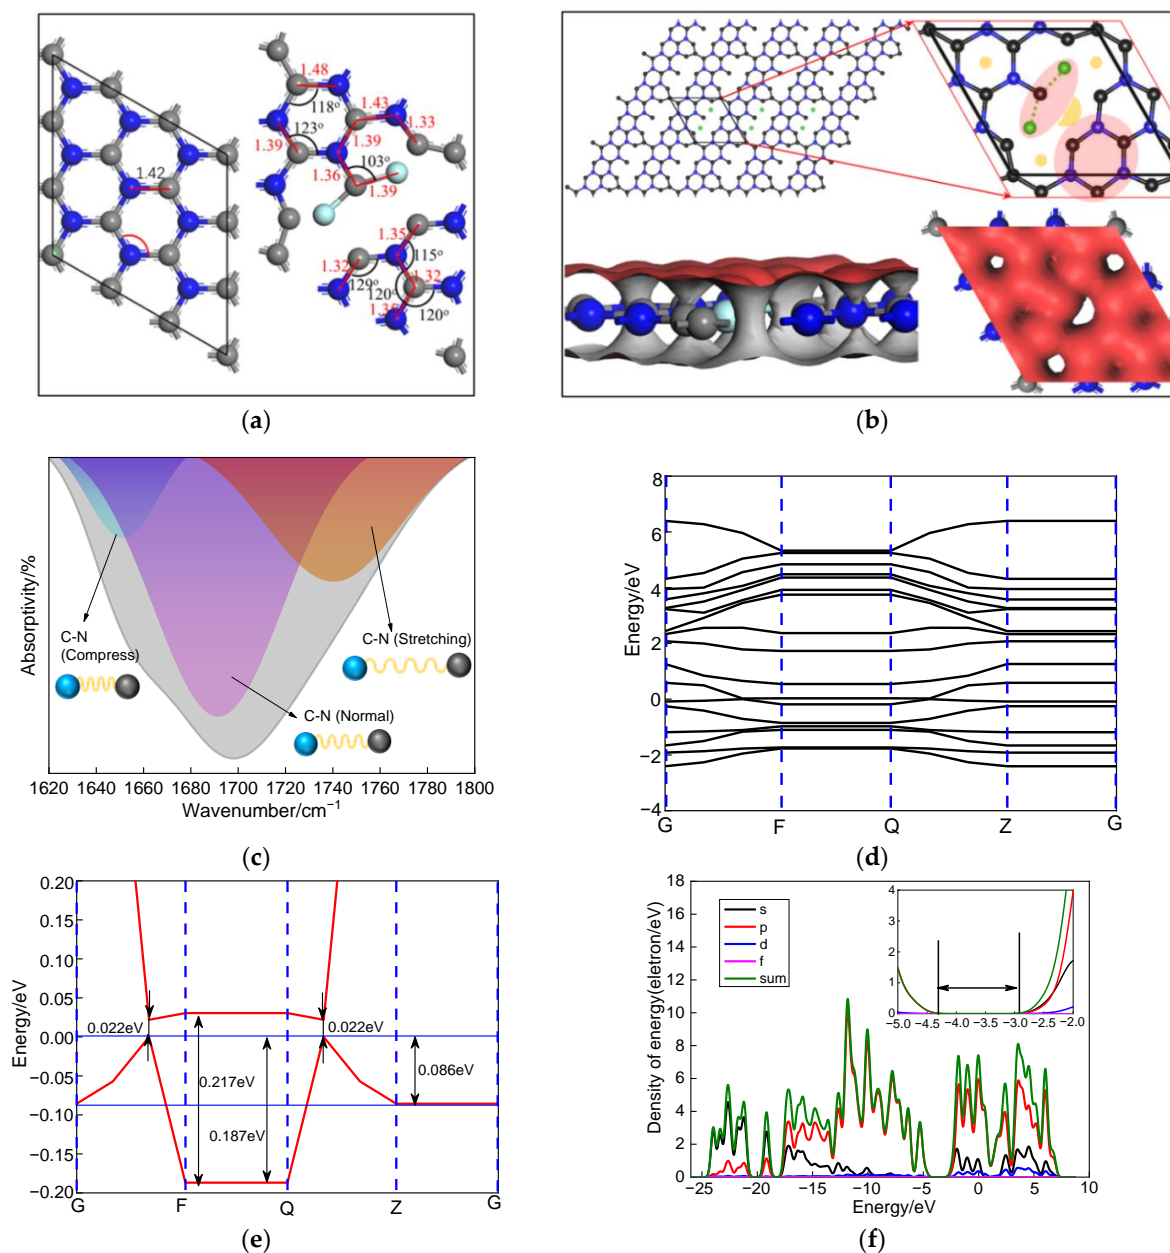 1.48
118°
1.43
1.33
123°
1.39
1.39
103°
1.36
1.39
1.42
1.35
115°
1.32
129°
1.32
120°
1.35
120°
(a)
(b)
Absorptivity/%
C-N
(Compress)
C-N (Stretching)
C-N (Normal)
1620 1640 1660 1680 1700 1720 1740 1760 1780 1800
Wavenumber/cm⁻¹
(c)
Energy/eV
8
6
4
2
0
−2
−4
G F Q Z G
(d)
Energy/eV
0.20
0.15
0.10
0.05
0.00
−0.05
−0.10
−0.15
−0.20
0.022eV
0.022eV
0.217eV
0.187eV
0.086eV
G F Q Z G
(e)
Density of energy(eletron/eV)
18
16
14
12
10
8
6
4
2
0
s
p
d
f
sum
4
3
2
1
0
-5.0 -4.5 -4.0 -3.5 -3.0 -2.5 -2.0
−25 −20 −15 −10 −5 0 5 10
Energy/eV
(f)